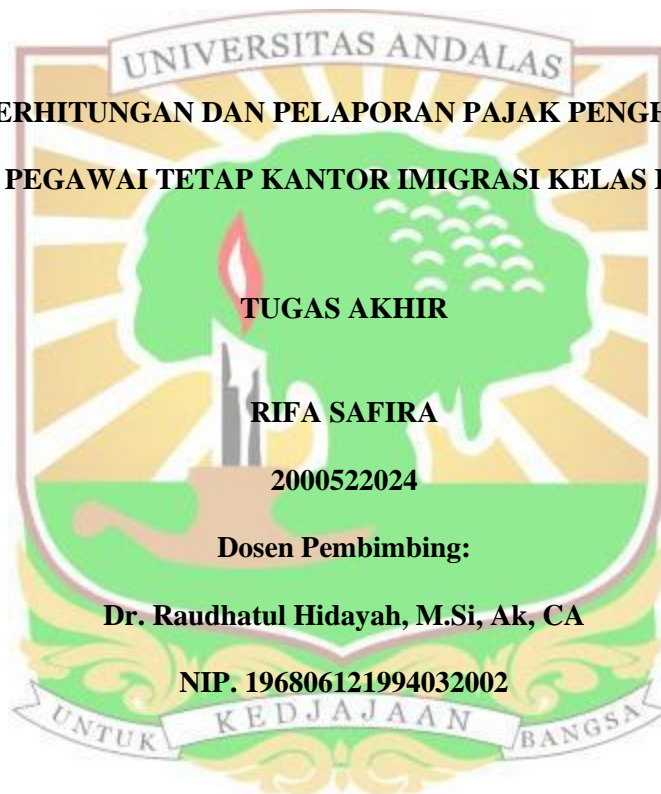 UNIVERSITAS ANDALAS
ERHITUNGAN DAN PELAPORAN PAJAK PENGH
PEGAWAI TETAP KANTOR IMIGRASI KELAS
TUGAS AKHIR
RIFA SAFIRA
2000522024
Dosen Pembimbing:
Dr. Raudhatul Hidayah, M.Si, Ak, CA
NIP. 196806121994032002
UNTUK KEDJAJAAN BANGSA